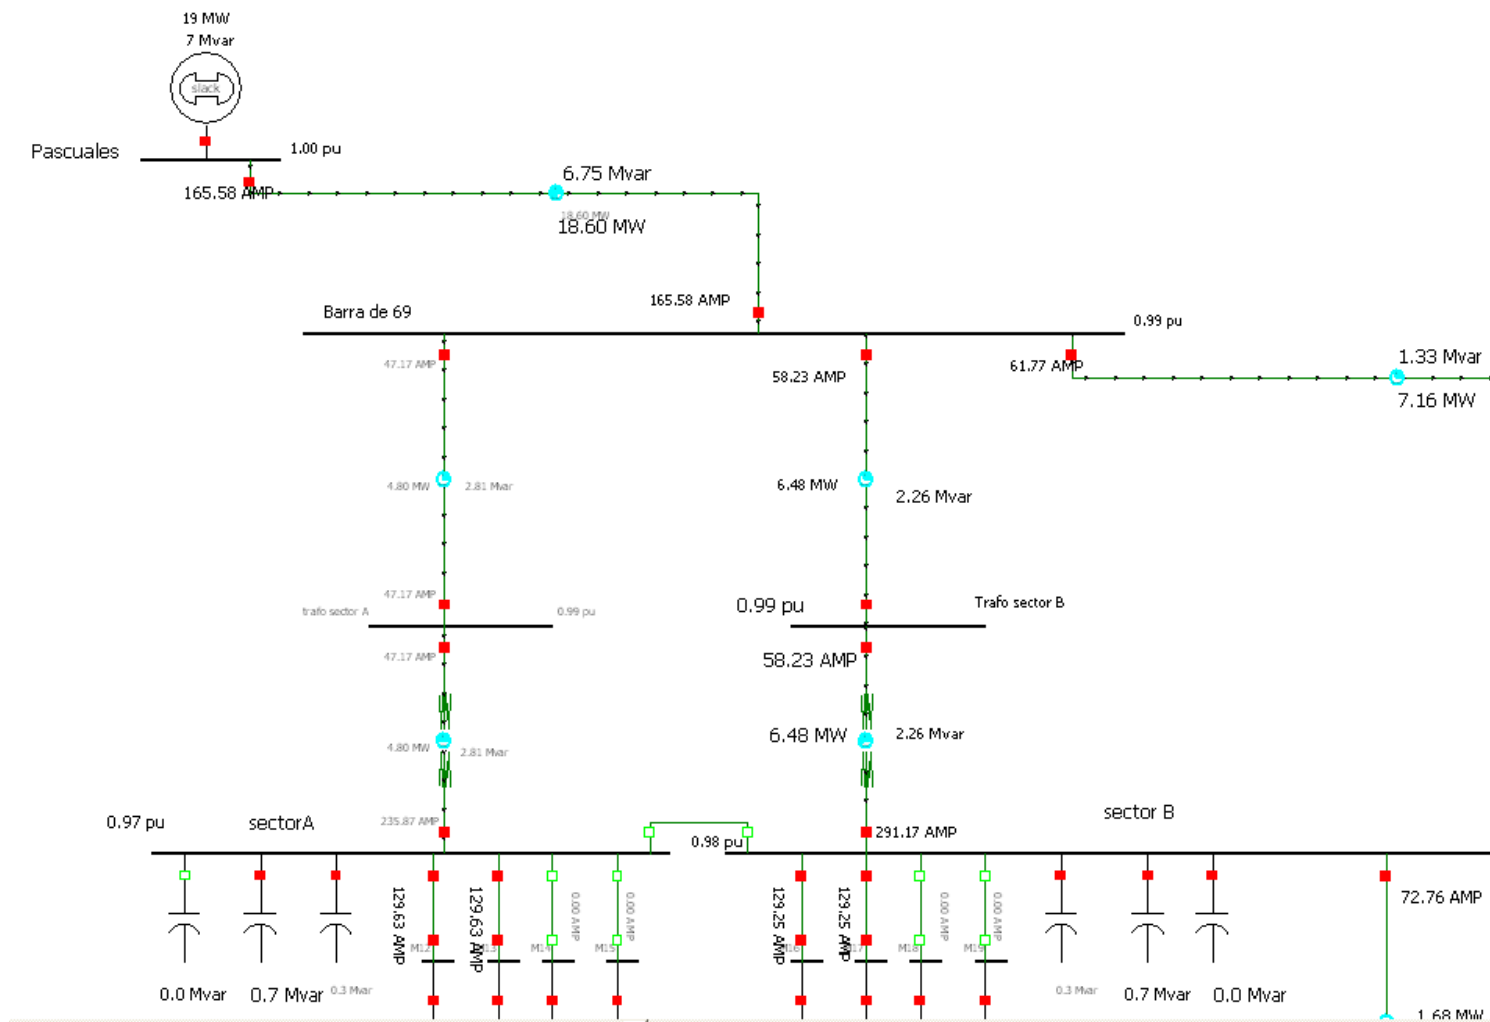 19 MW
7 Mvar
slack
Pascuales
1.00 pu
165.58 AMP
6.75 Mvar
18.60 MW
18.60 MW
165.58 AMP
Barra de 69
0.99 pu
47.17 AMP
58.23 AMP
61.77 AMP
1.33 Mvar
7.16 MW
4.80 MW
2.81 Mvar
6.48 MW
2.26 Mvar
47.17 AMP
trafo sector A
0.99 pu
0.99 pu
Trafo sector B
47.17 AMP
58.23 AMP
4.80 MW
2.81 Mvar
6.48 MW
2.26 Mvar
0.97 pu
sectorA
235.87 AMP
0.98 pu
291.17 AMP
sector B
129.63 AMP
129.63 AMP
0.00 AMP
0.00 AMP
129.25 AMP
129.25 AMP
0.00 AMP
0.00 AMP
72.76 AMP
M12
M14
M15
M18
M19
0.0 Mvar
0.7 Mvar
0.3 Mvar
0.3 Mvar
0.7 Mvar
0.0 Mvar
1.68 MW